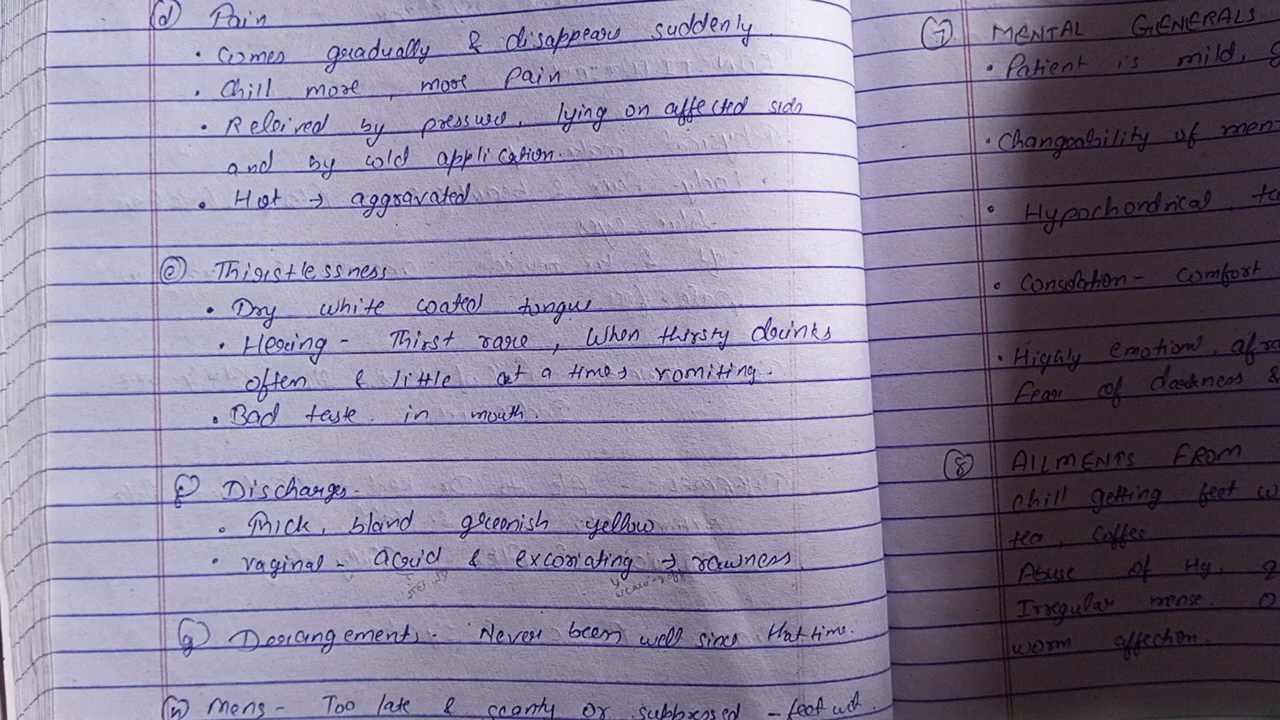 (d) Pain
• Comes gradually & disappears suddenly.
• Chill more, more Pain
• Releived by pressure, lying on affected side
and by cold application.
• Hot → aggravated
(e) Thirstlessness
• Dry white coated tongue
• Hering - Thirst rare, When thirsty drinks
often & little at a time → vomiting.
• Bad taste in mouth.
(f) Discharge.
• Thick, bland greenish yellow
• vaginal - acrid & excoriating → rawness
(g) Derangements - Never been well since that time.
(h) Mens - Too late & scanty or suppressed - feet wet.
(7) MENTAL GENERALS
• Patient is mild,
• Changeability of men
• Hypochondrical
• Consolation - Comfort
• Highly emotional,
Fear of darkness &
(8) AILMENTS FROM
Chill getting feet
tea, Coffee
Abuse of Hg.
Irregular mense.
worm affection.